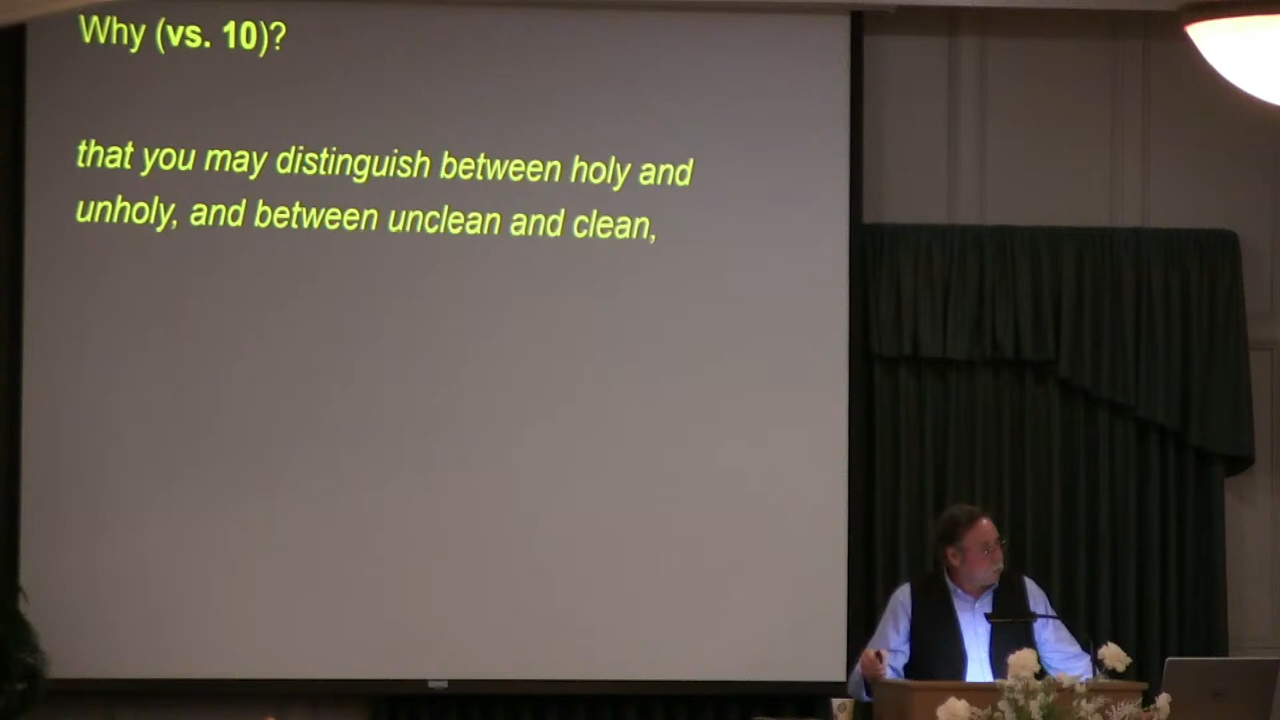 Why (vs. 10)?
that you may distinguish between holy and
unholy, and between unclean and clean,